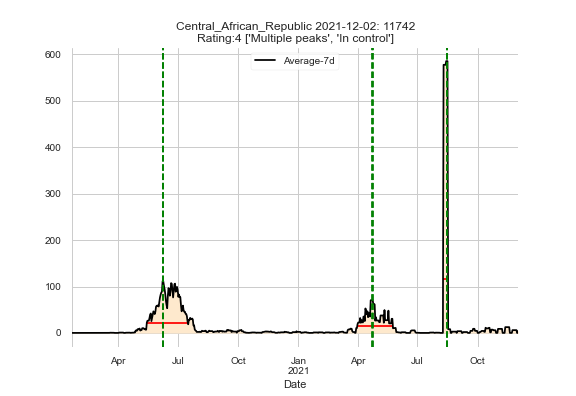 Central_African_Republic 2021-12-02: 11742
Rating:4 ['Multiple peaks', 'In control']
Average-7d
600
500
400
300
200
100
0
Apr Jul Oct Jan Apr Jul Oct
2021
Date